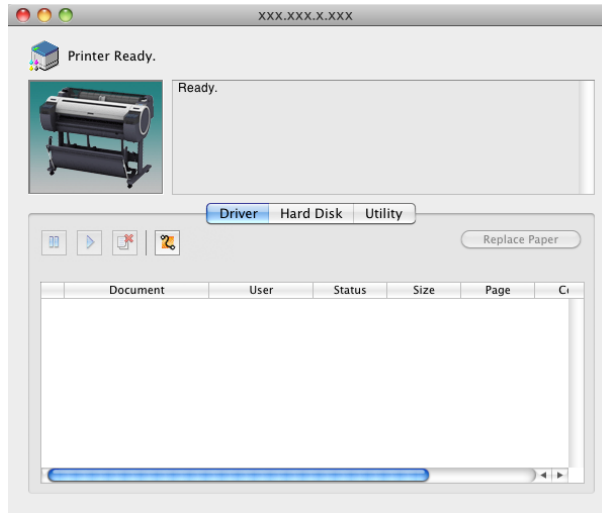 xxx.xxx.x.xxx
Printer Ready.
Ready.
Driver Hard Disk Utility
Replace Paper
Document User Status Size Page